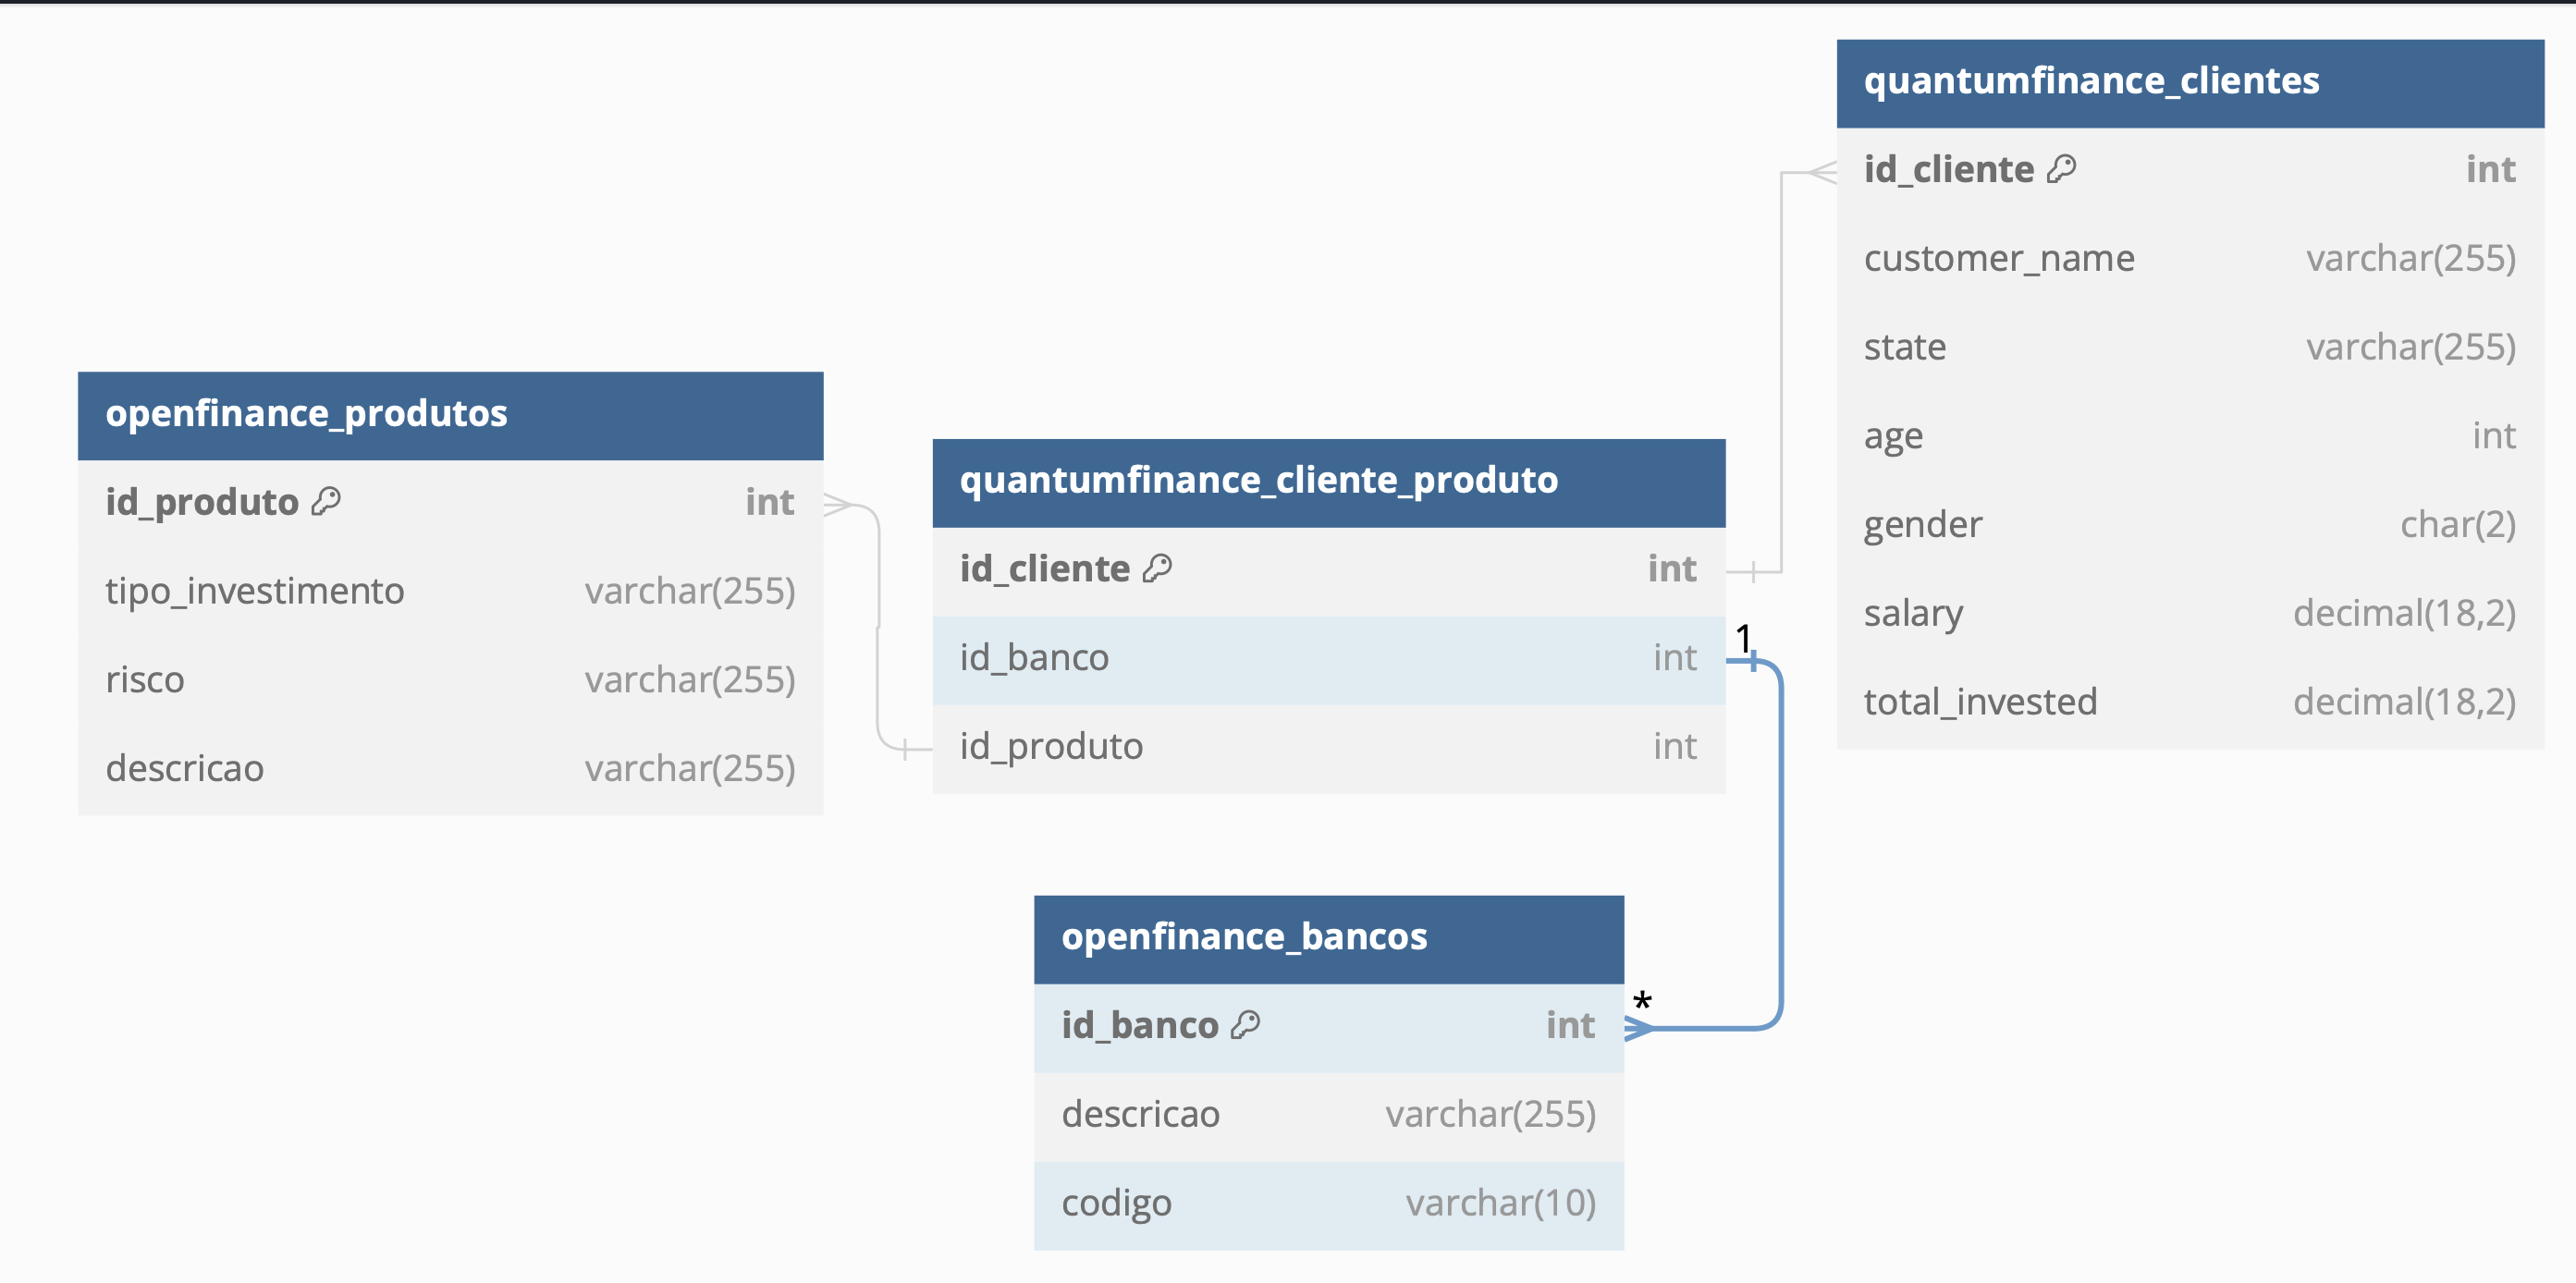 quantumfinance_clientes
id_cliente int
customer_name varchar(255)
state varchar(255)
age int
gender char(2)
salary decimal(18,2)
total_invested decimal(18,2)
openfinance_produtos
id_produto int
tipo_investimento varchar(255)
risco varchar(255)
descricao varchar(255)
quantumfinance_cliente_produto
id_cliente int
id_banco int
1
id_produto int
openfinance_bancos
*
id_banco int
descricao varchar(255)
codigo varchar(10)